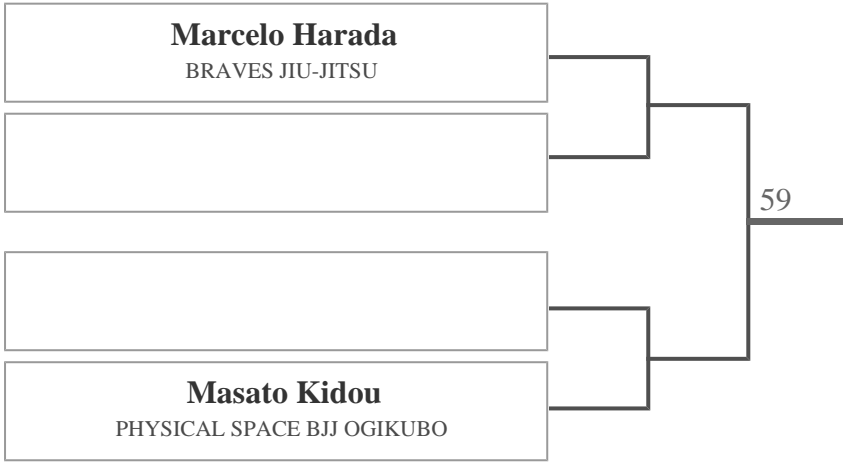 Marcelo Harada
BRAVES JIU-JITSU
59
Masato Kidou
PHYSICAL SPACE BJJ OGIKUBO